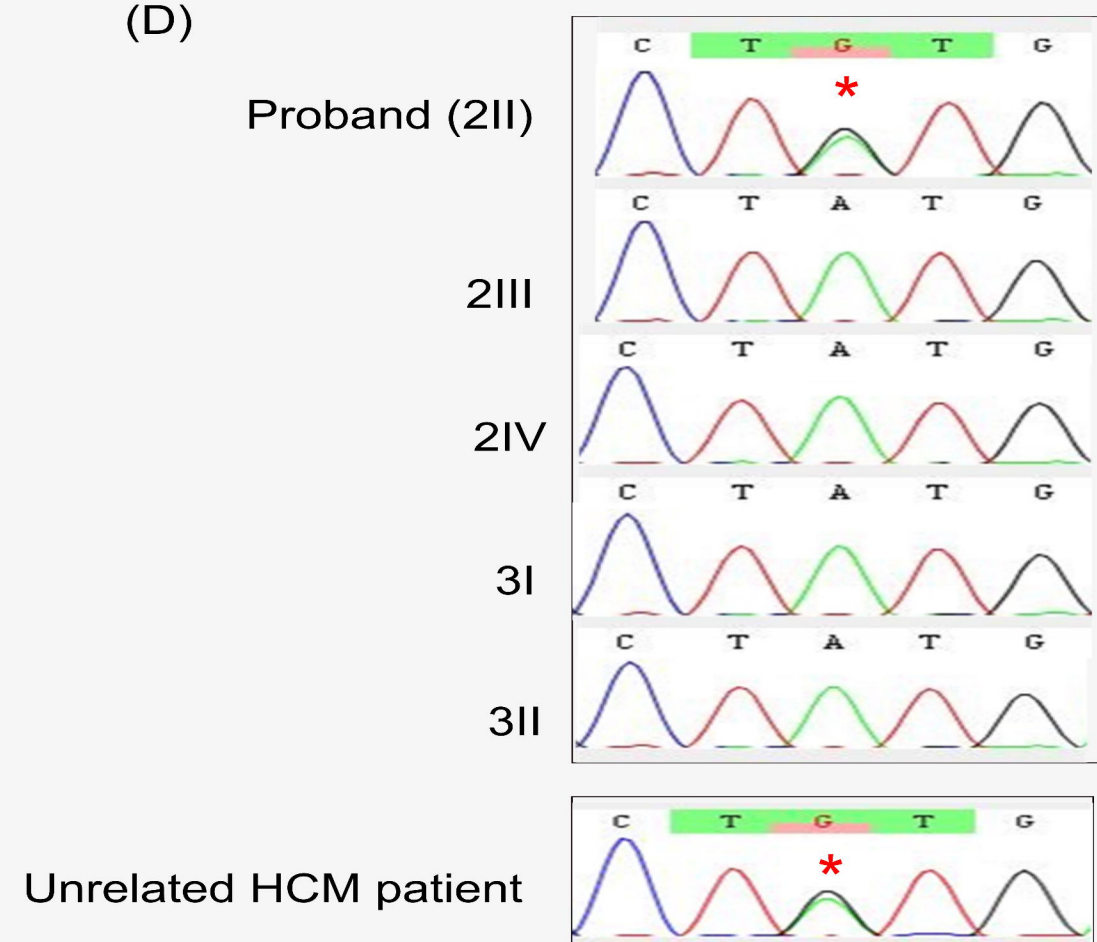 (D)
C T G T G
*
Proband (2II)
C T A T G
2III
C T A T G
2IV
C T A T G
3I
C T A T G
3II
C T G T G
*
Unrelated HCM patient